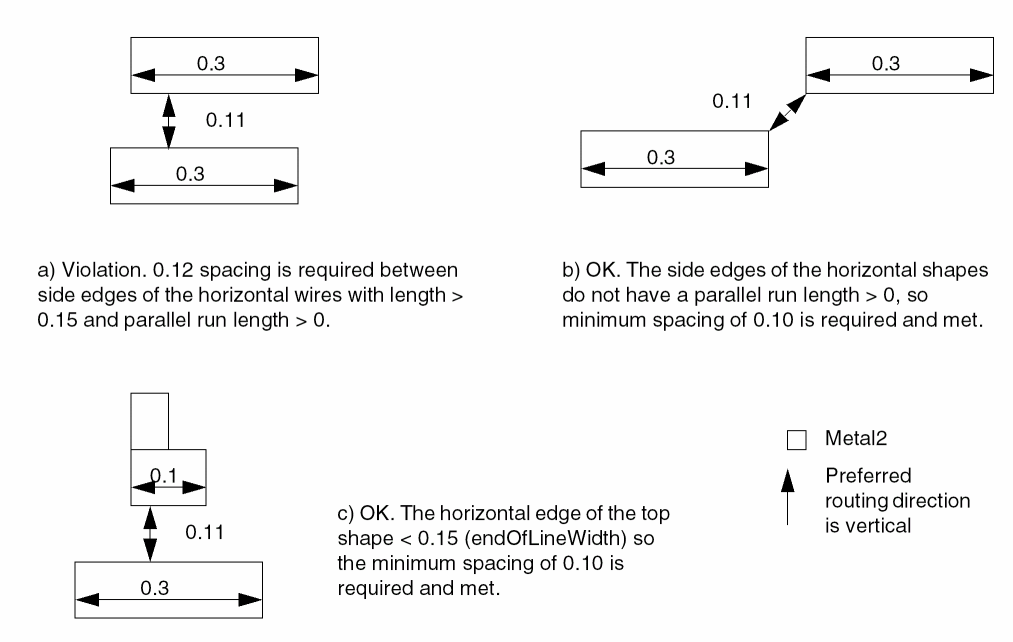 0.3
0.11
0.3
a) Violation. 0.12 spacing is required between
side edges of the horizontal wires with length >
0.15 and parallel run length > 0.
0.3
0.11
0.3
b) OK. The side edges of the horizontal shapes
do not have a parallel run length > 0, so
minimum spacing of 0.10 is required and met.
0.1
0.11
0.3
c) OK. The horizontal edge of the top
shape < 0.15 (endOfLineWidth) so
the minimum spacing of 0.10 is
required and met.
Metal2
Preferred
routing direction
is vertical